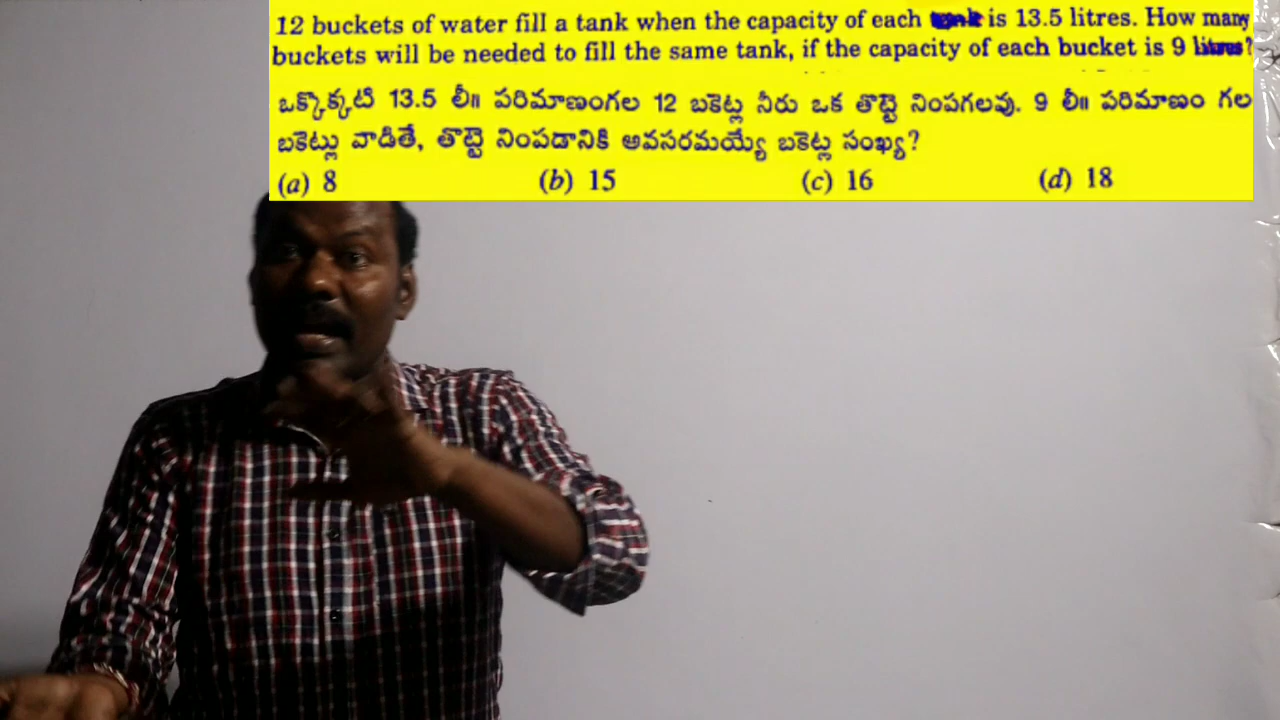 12 buckets of water fill a tank when the capacity of each is 13.5 litres. How many
buckets will be needed to fill the same tank, if the capacity of each bucket is 9 litres?
ఒక్కొక్కటి 13.5 లీ॥ పరిమాణంగల 12 బకెట్ల నీరు ఒక తొట్టె నింపగలవు. 9 లీ॥ పరిమాణం గల
బకెట్లు వాడితే, తొట్టె నింపడానికి అవసరమయ్యే బకెట్ల సంఖ్య?
(a) 8 (b) 15 (c) 16 (d) 18